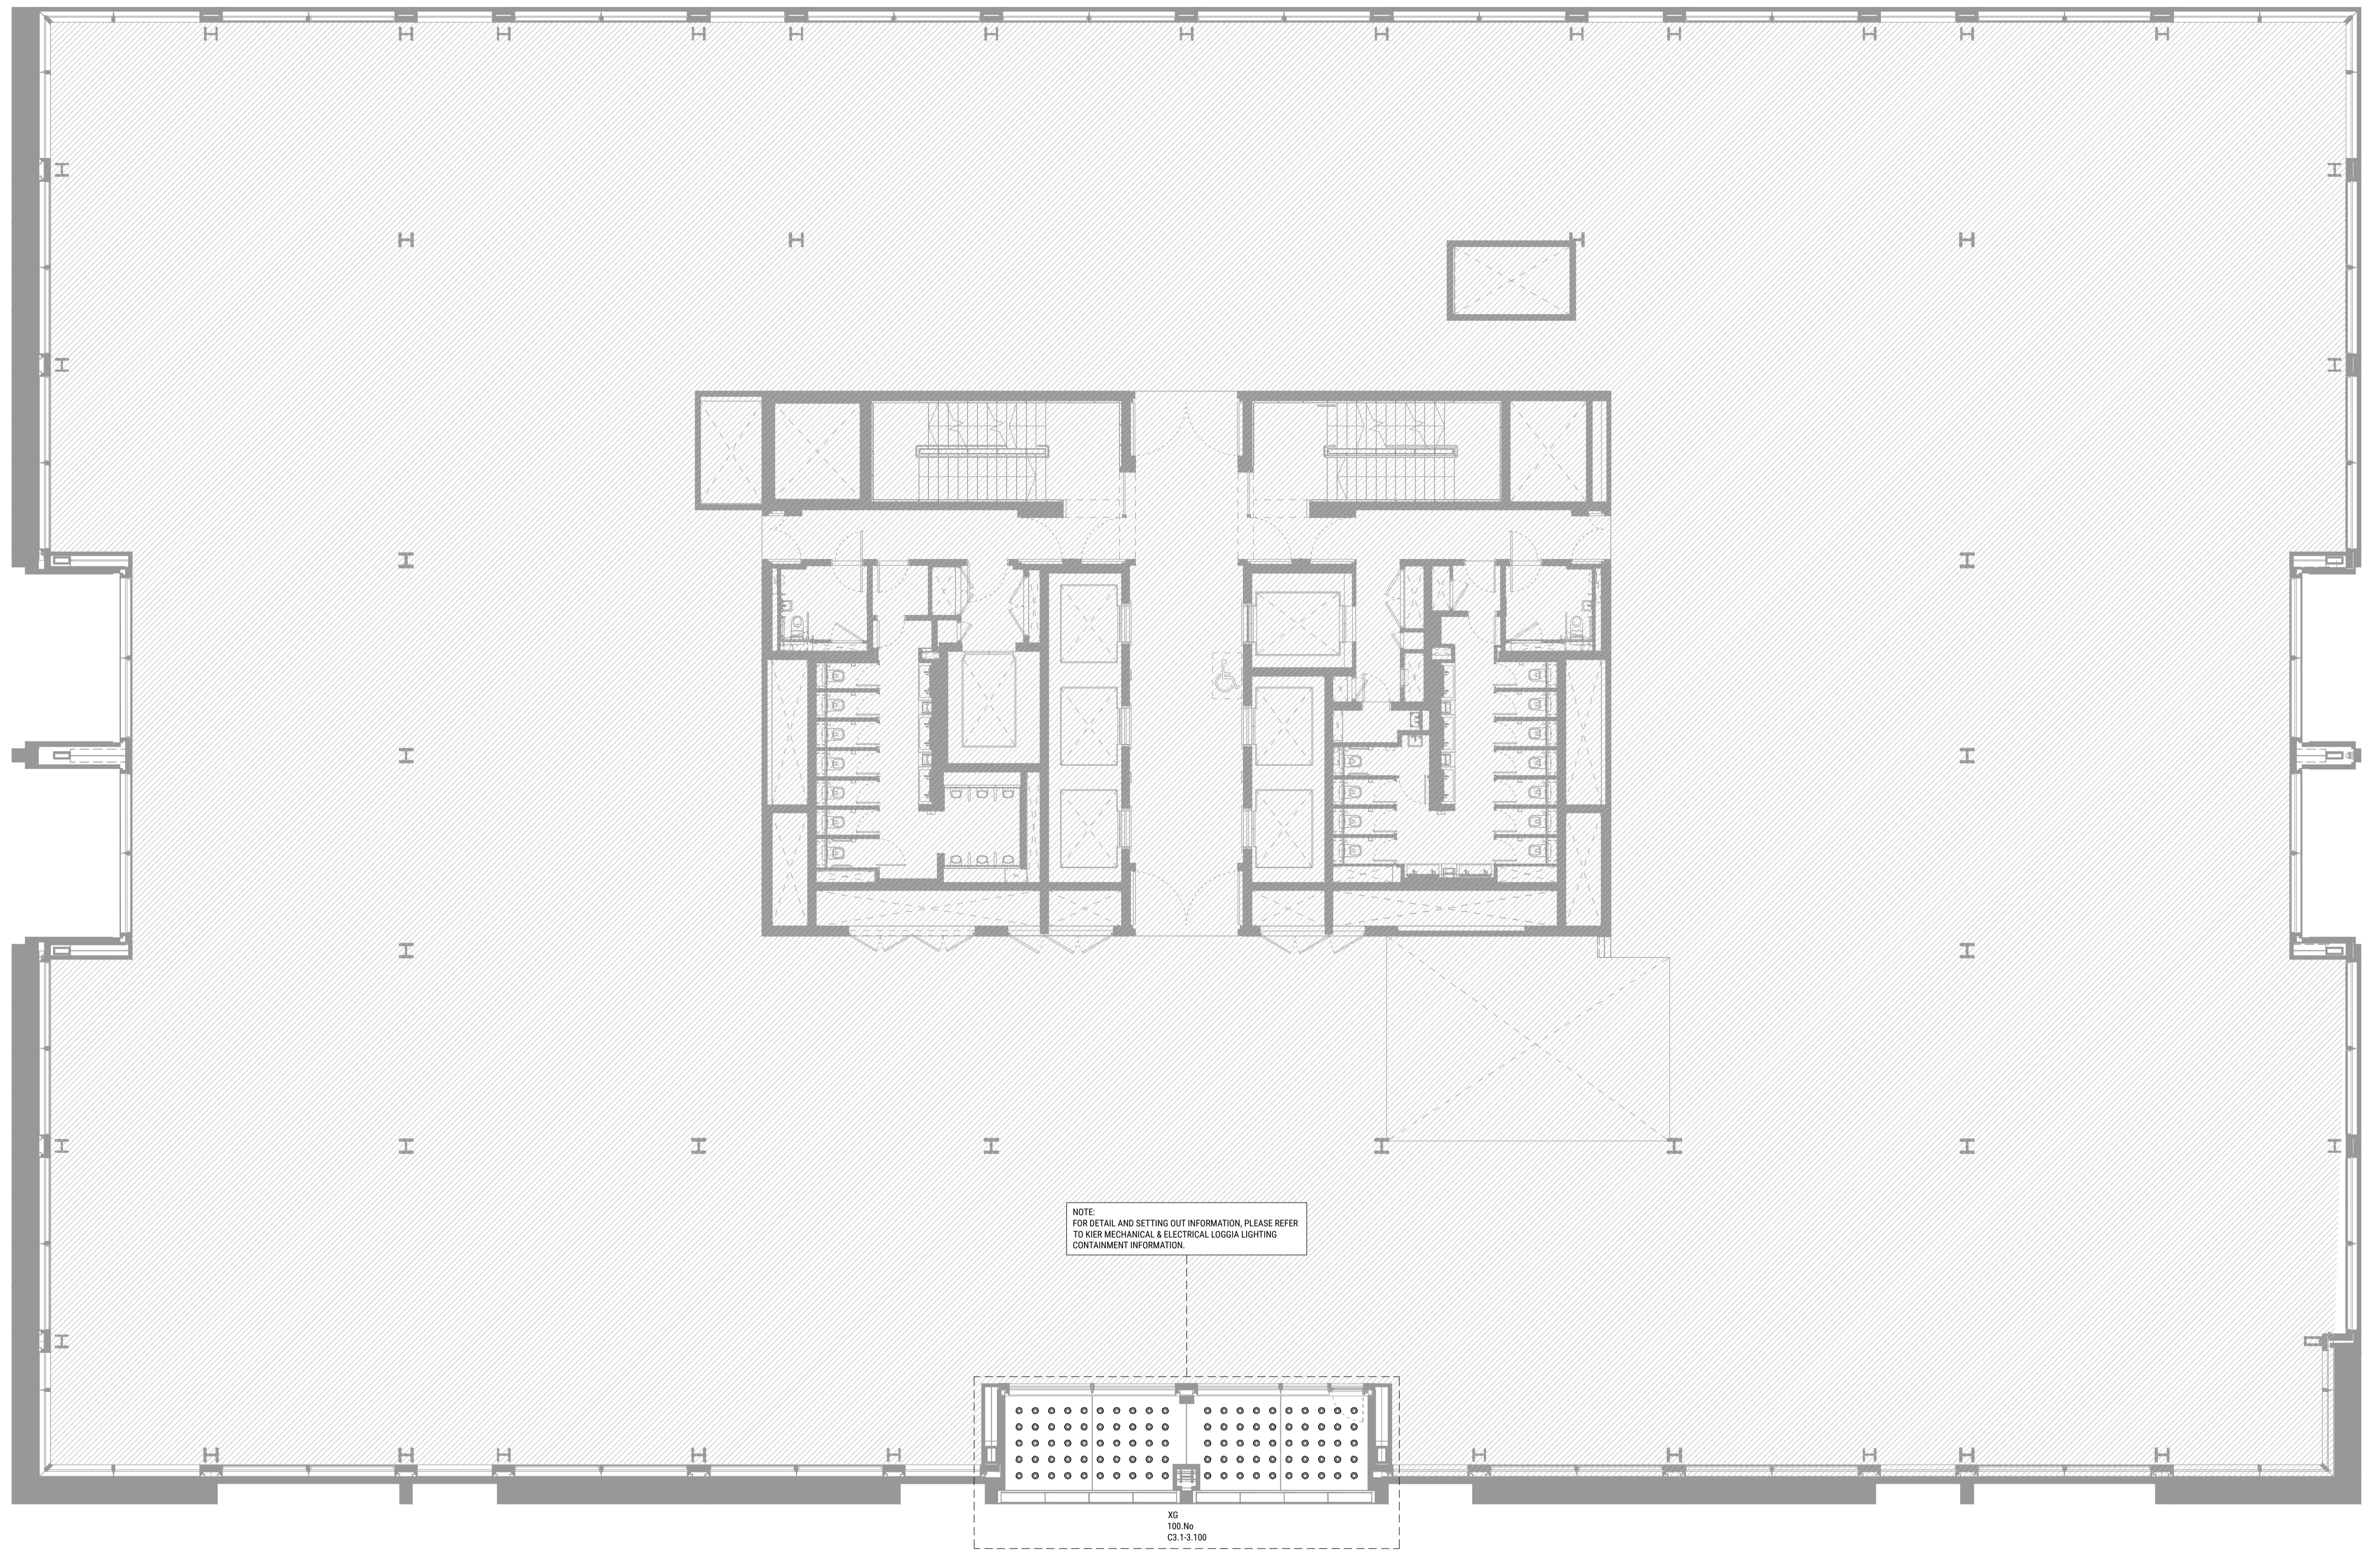 NOTE:
FOR DETAIL AND SETTING OUT INFORMATION, PLEASE REFER
TO KIER MECHANICAL & ELECTRICAL LOGGIA LIGHTING
CONTAINMENT INFORMATION.
XG
100.No
C3.1-3.100